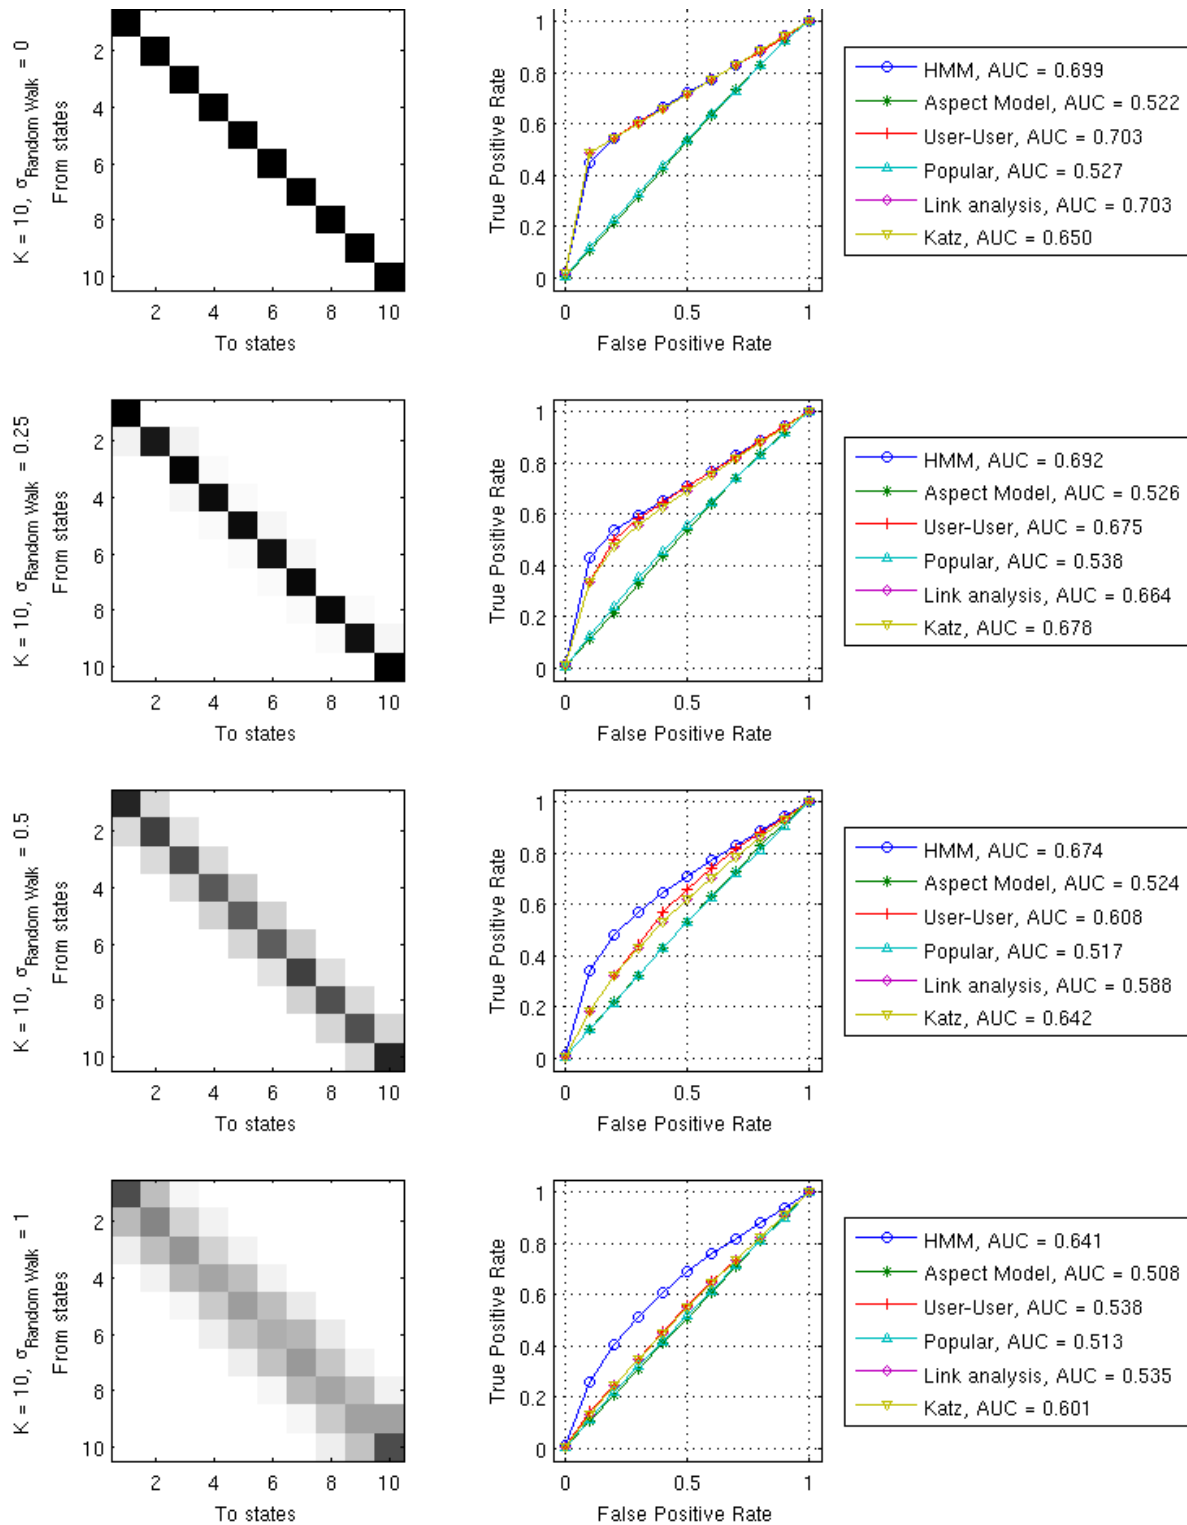 K = 10, σRandom Walk = 0
From states
2
4
6
8
10
2 4 6 8 10
To states
True Positive Rate
1
0.8
0.6
0.4
0.2
0
0 0.5 1
False Positive Rate
HMM, AUC = 0.699
Aspect Model, AUC = 0.522
User-User, AUC = 0.703
Popular, AUC = 0.527
Link analysis, AUC = 0.703
Katz, AUC = 0.650
K = 10, σRandom Walk = 0.25
From states
2
4
6
8
10
2 4 6 8 10
To states
True Positive Rate
1
0.8
0.6
0.4
0.2
0
0 0.5 1
False Positive Rate
HMM, AUC = 0.692
Aspect Model, AUC = 0.526
User-User, AUC = 0.675
Popular, AUC = 0.538
Link analysis, AUC = 0.664
Katz, AUC = 0.678
K = 10, σRandom Walk = 0.5
From states
2
4
6
8
10
2 4 6 8 10
To states
True Positive Rate
1
0.8
0.6
0.4
0.2
0
0 0.5 1
False Positive Rate
HMM, AUC = 0.674
Aspect Model, AUC = 0.524
User-User, AUC = 0.608
Popular, AUC = 0.517
Link analysis, AUC = 0.588
Katz, AUC = 0.642
K = 10, σRandom Walk = 1
From states
2
4
6
8
10
2 4 6 8 10
To states
True Positive Rate
1
0.8
0.6
0.4
0.2
0
0 0.5 1
False Positive Rate
HMM, AUC = 0.641
Aspect Model, AUC = 0.508
User-User, AUC = 0.538
Popular, AUC = 0.513
Link analysis, AUC = 0.535
Katz, AUC = 0.601